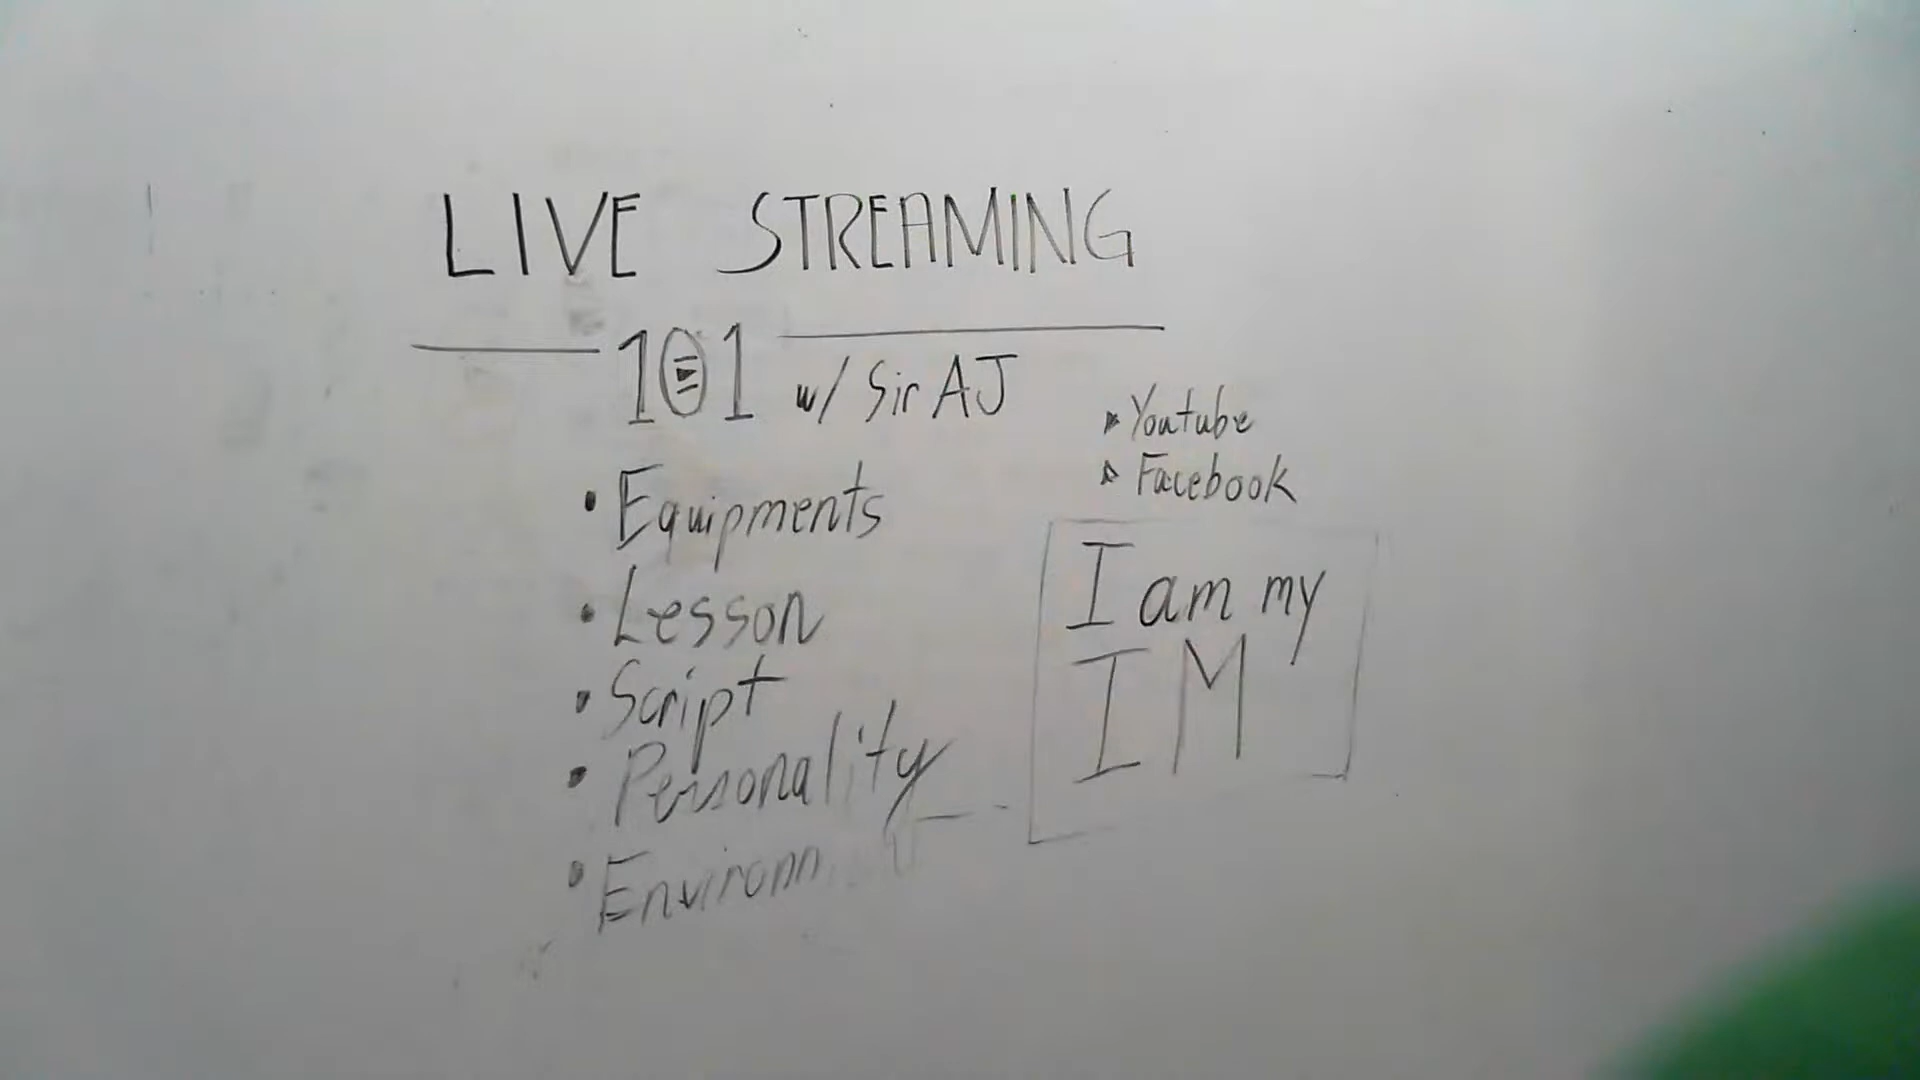 LIVE STREAMING
101 w/ Sir AJ
• Equipments
• Lesson
• Script
• Personality
▸ Youtube
▸ Facebook
I am my
IM